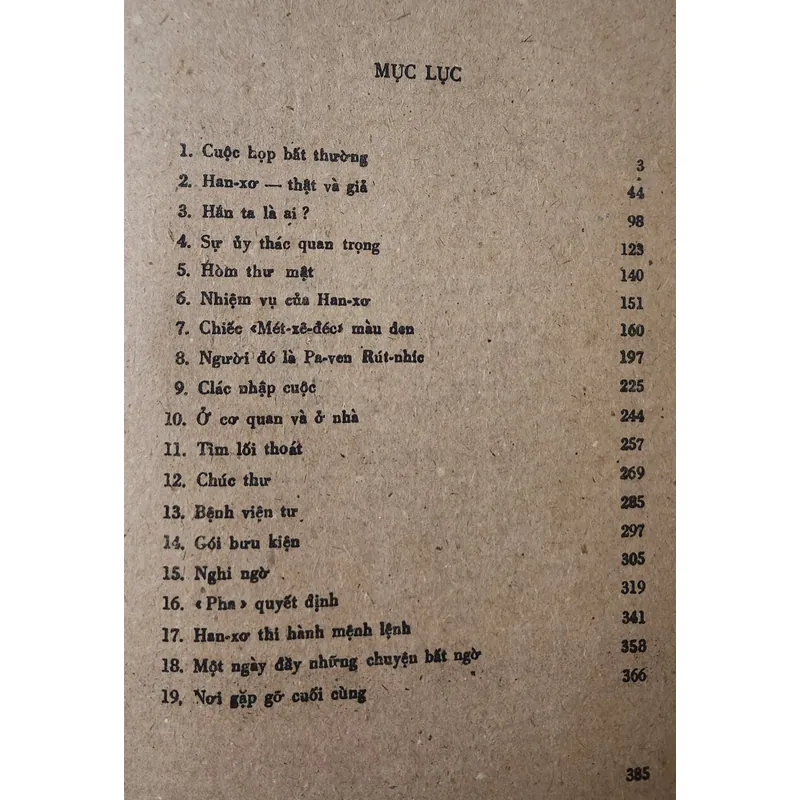 MỤC LỤC
1. Cuộc họp bất thường 3
2. Han-xơ — thật và giả 44
3. Hắn ta là ai ? 98
4. Sự ủy thác quan trọng 123
5. Hòm thư mật 140
6. Nhiệm vụ của Han-xơ 151
7. Chiếc «Mét-xê-đéc» màu đen 160
8. Người đó là Pa-ven Rút-nhíc 197
9. Clác nhập cuộc 225
10. Ở cơ quan và ở nhà 244
11. Tìm lối thoát 257
12. Chúc thư 269
13. Bệnh viện tư 285
14. Gói bưu kiện 297
15. Nghi ngờ 305
16. «Pha» quyết định 319
17. Han-xơ thi hành mệnh lệnh 341
18. Một ngày đầy những chuyện bất ngờ 358
19. Nơi gặp gỡ cuối cùng 366
385